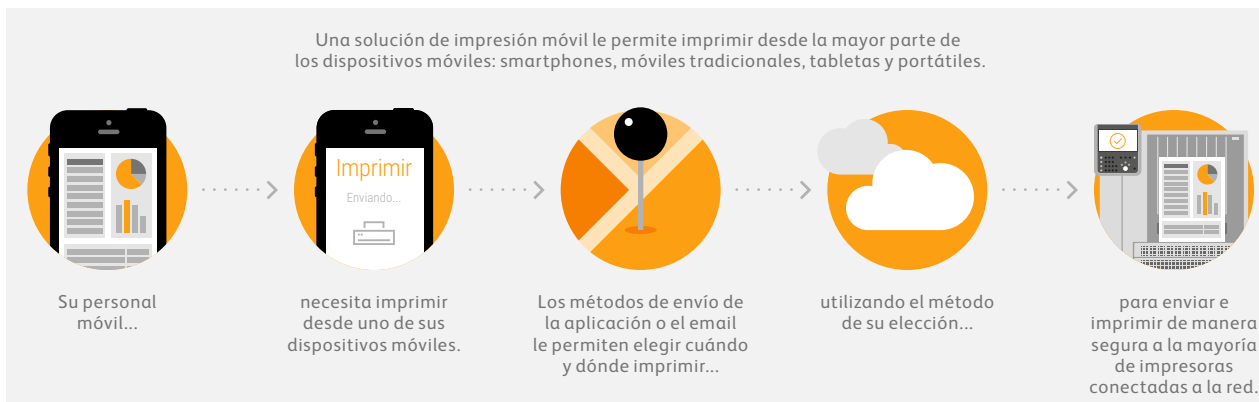 Una solución de impresión móvil le permite imprimir desde la mayor parte de
los dispositivos móviles: smartphones, móviles tradicionales, tabletas y portátiles.
Imprimir
Enviando...
Su personal
móvil...
necesita imprimir
desde uno de sus
dispositivos móviles.
Los métodos de envío de
la aplicación o el email
le permiten elegir cuándo
y dónde imprimir...
utilizando el método
de su elección...
para enviar e
imprimir de manera
segura a la mayoría
de impresoras
conectadas a la red.